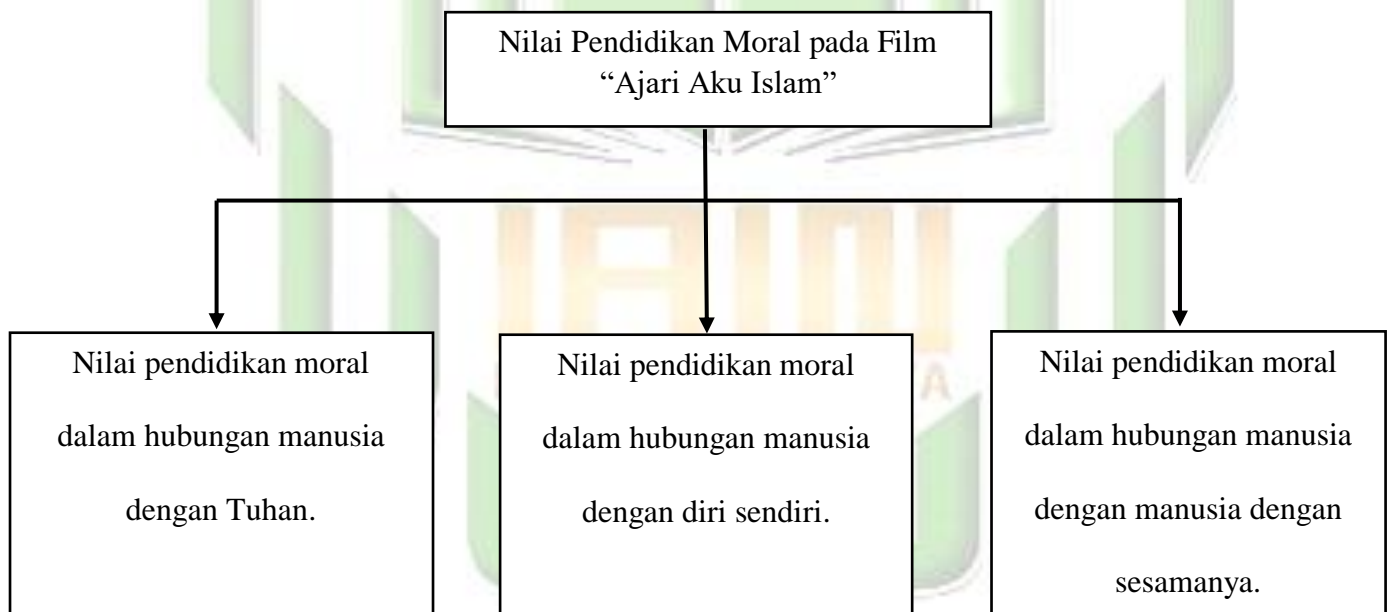 Nilai Pendidikan Moral pada Film
“Ajari Aku Islam”
Nilai pendidikan moral
dalam hubungan manusia
dengan Tuhan.
Nilai pendidikan moral
dalam hubungan manusia
dengan diri sendiri.
Nilai pendidikan moral
dalam hubungan manusia
dengan manusia dengan
sesamanya.
IAIN